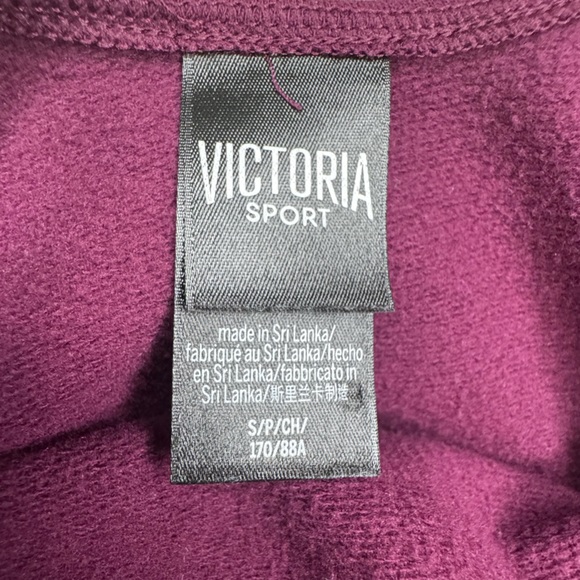 VICTORIA
SPORT
made in Sri Lanka/
fabriqué au Sri Lanka/hecho
en Sri Lanka/fabbricato in
Sri Lanka/斯里兰卡制造
S/P/CH/
170/88A